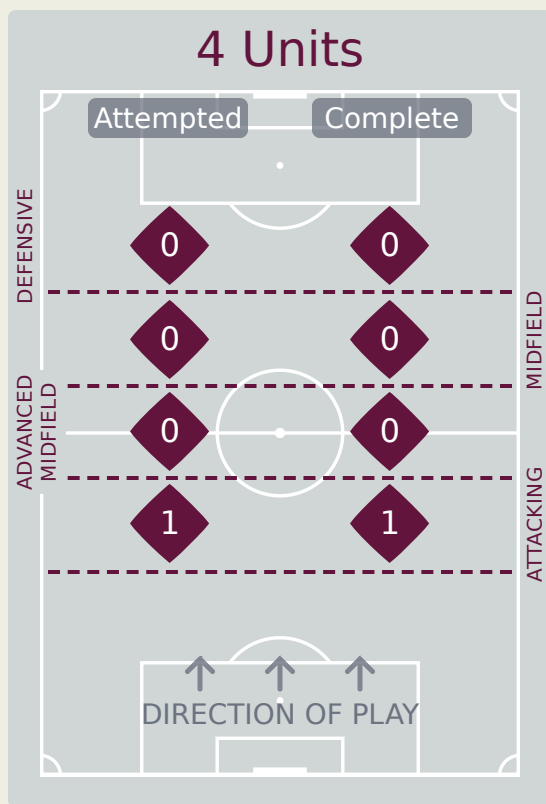 4 Units
Attempted
Complete
DEFENSIVE
0
0
MIDFIELD
0
0
ADVANCED
MIDFIELD
0
0
ATTACKING
1
1
DIRECTION OF PLAY